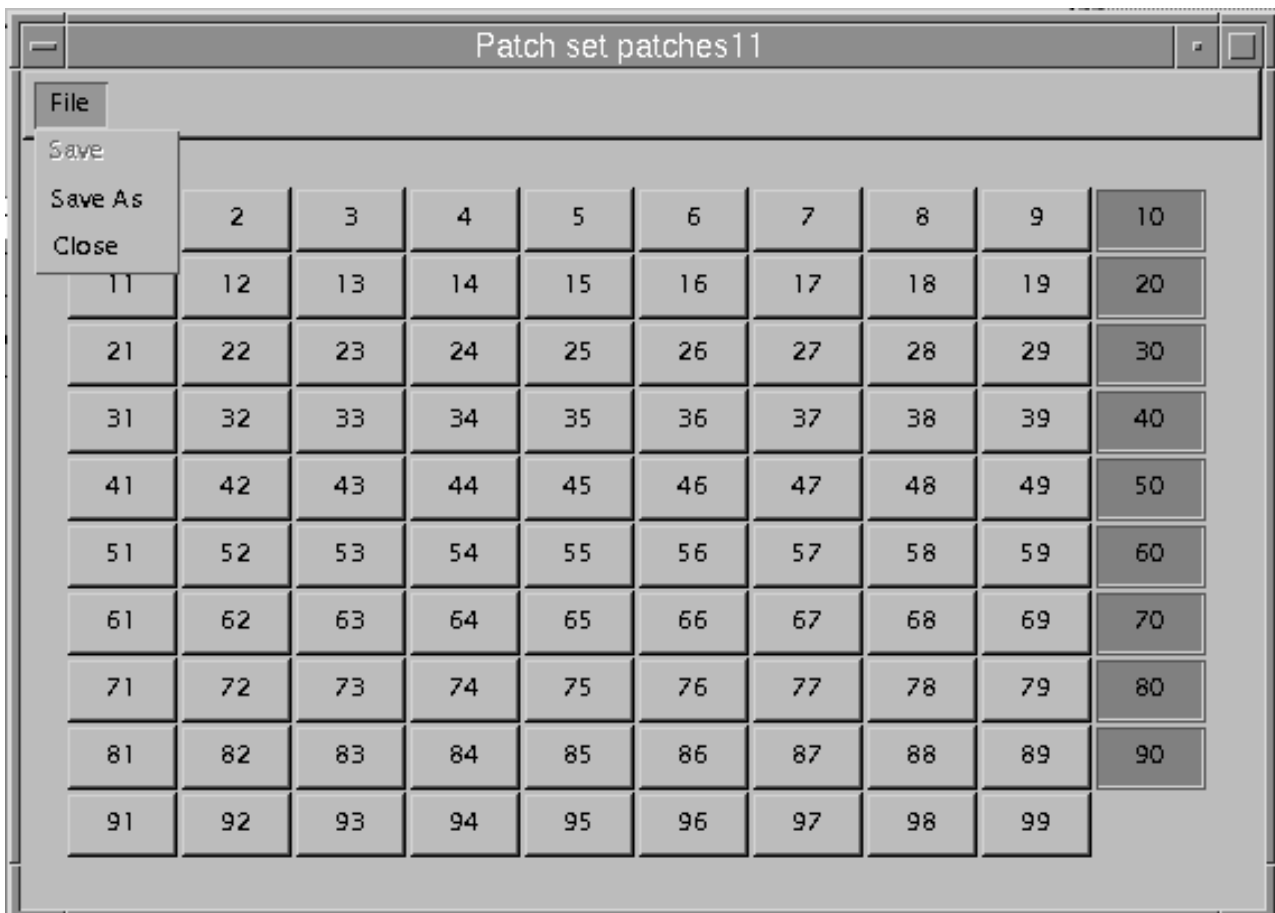 Patch set patches11
File
Save
Save As
Close
2 3 4 5 6 7 8 9 10
11 12 13 14 15 16 17 18 19 20
21 22 23 24 25 26 27 28 29 30
31 32 33 34 35 36 37 38 39 40
41 42 43 44 45 46 47 48 49 50
51 52 53 54 55 56 57 58 59 60
61 62 63 64 65 66 67 68 69 70
71 72 73 74 75 76 77 78 79 80
81 82 83 84 85 86 87 88 89 90
91 92 93 94 95 96 97 98 99